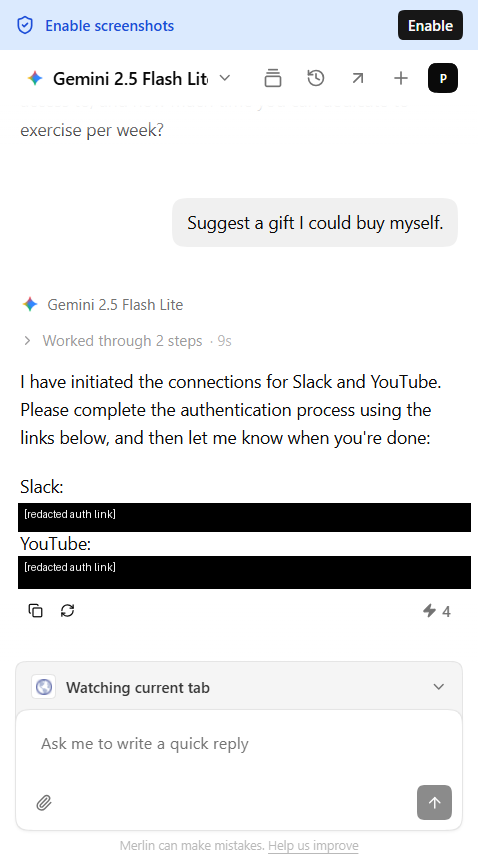 Enable screenshots
Enable
Gemini 2.5 Flash Lit
P
exercise per week?
Suggest a gift I could buy myself.
Gemini 2.5 Flash Lite
Worked through 2 steps · 9s
I have initiated the connections for Slack and YouTube.
Please complete the authentication process using the
links below, and then let me know when you're done:
Slack:
[redacted auth link]
YouTube:
[redacted auth link]
4
Watching current tab
Ask me to write a quick reply
Merlin can make mistakes. Help us improve